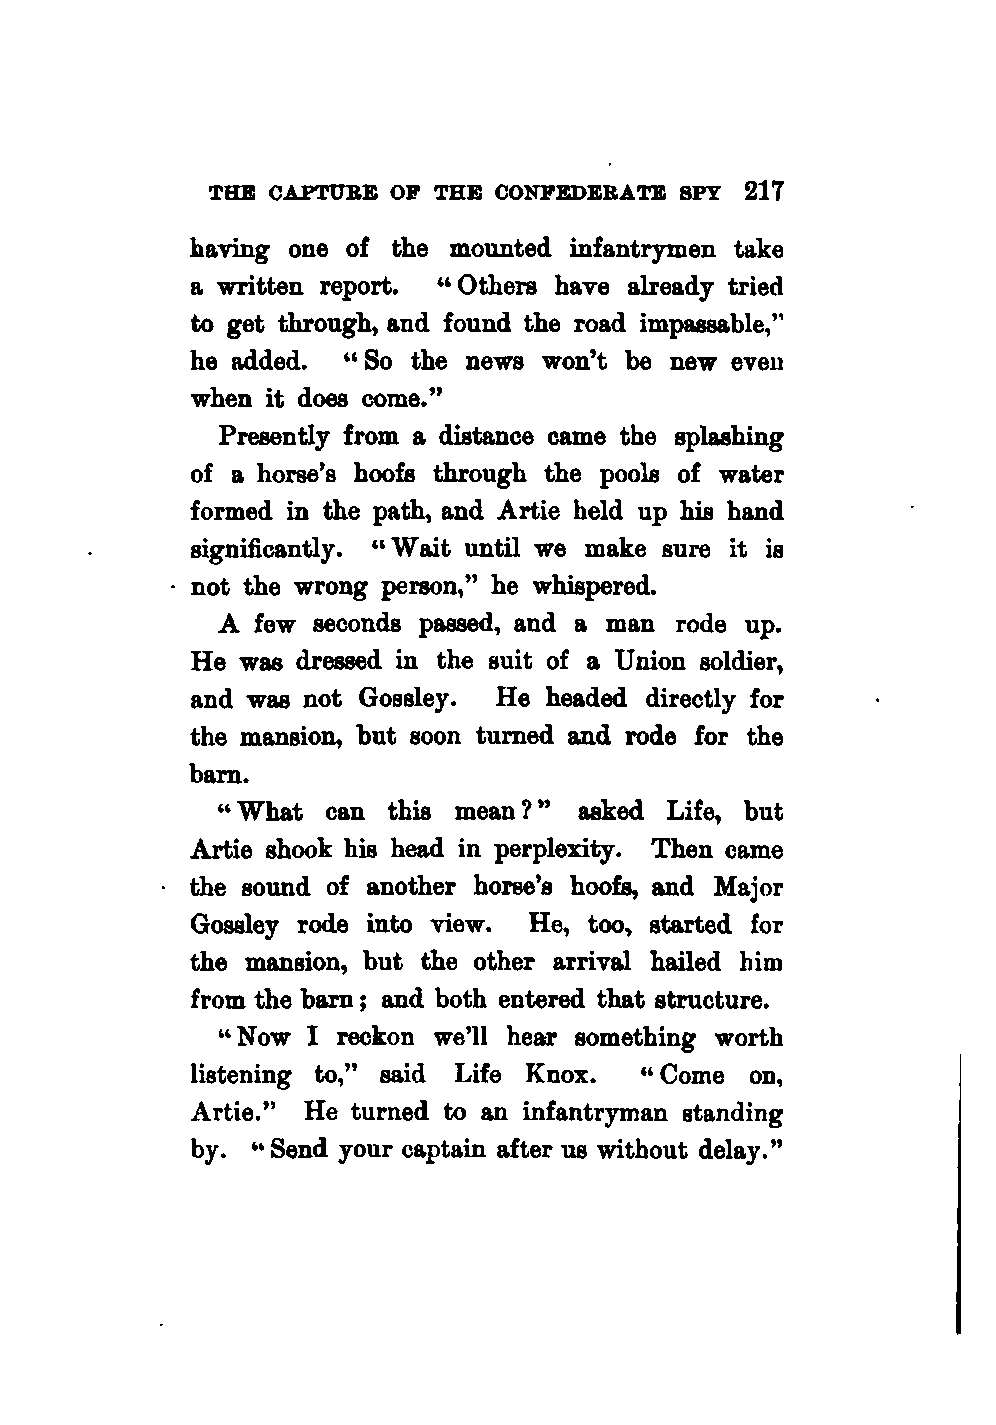 THE CAPTURE OF THE CONFEDERATE SPY 217
having one of the mounted infantrymen take
a written report. “Others have already tried
to get through, and found the road impassable,”
he added. “So the news won’t be new even
when it does come.”
Presently from a distance came the splashing
of a horse’s hoofs through the pools of water
formed in the path, and Artie held up his hand
significantly. “Wait until we make sure it is
not the wrong person,” he whispered.
A few seconds passed, and a man rode up.
He was dressed in the suit of a Union soldier,
and was not Gossley. He headed directly for
the mansion, but soon turned and rode for the
barn.
“What can this mean?” asked Life, but
Artie shook his head in perplexity. Then came
the sound of another horse’s hoofs, and Major
Gossley rode into view. He, too, started for
the mansion, but the other arrival hailed him
from the barn; and both entered that structure.
“Now I reckon we’ll hear something worth
listening to,” said Life Knox. “Come on,
Artie.” He turned to an infantryman standing
by. “Send your captain after us without delay.”